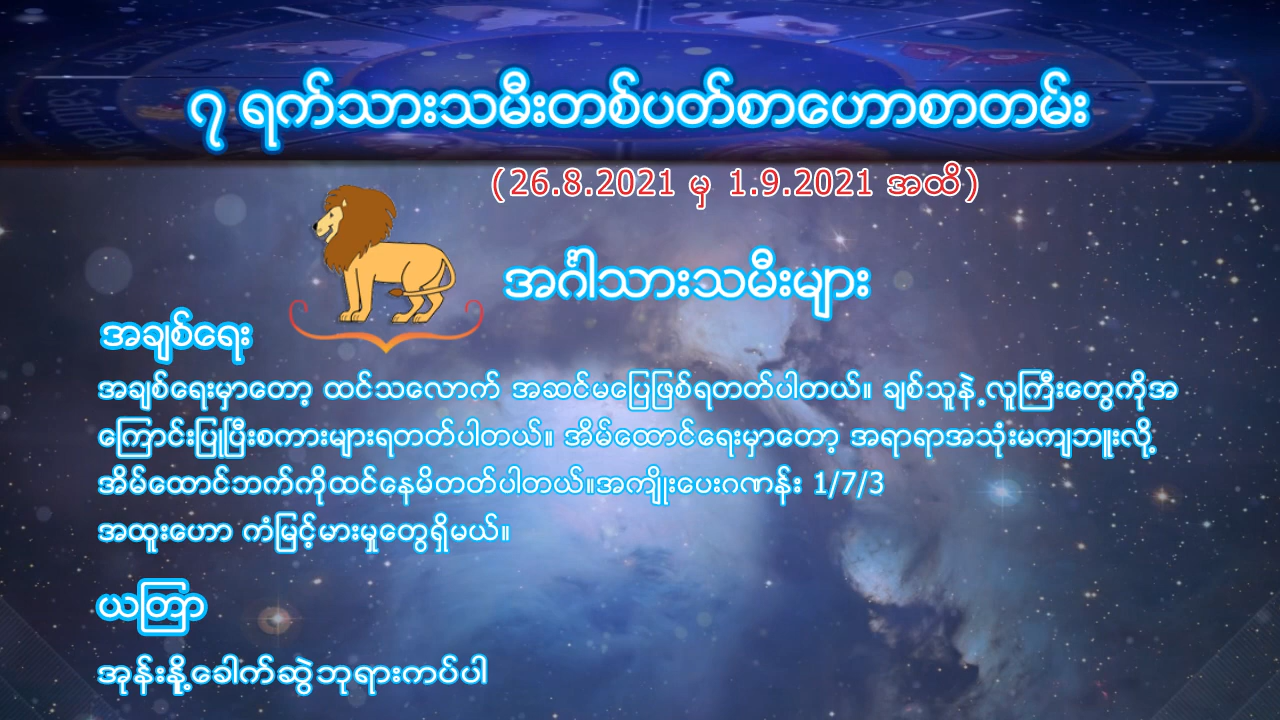 ၇ ရက်သားသမီးတစ်ပတ်စာဟောစာတမ်း
(26.8.2021 မှ 1.9.2021 အထိ)
အင်္ဂါသားသမီးများ
အချစ်ရေး
အချစ်ရေးမှာတော့ ထင်သလောက် အဆင်မပြေဖြစ်ရတတ်ပါတယ်။ ချစ်သူနဲ့လူကြီးတွေကိုအ
ကြောင်းပြုပြီးစကားများရတတ်ပါတယ်။ အိမ်ထောင်ရေးမှာတော့ အရာရာအသုံးမကျဘူးလို့
အိမ်ထောင်ဘက်ကိုထင်နေမိတတ်ပါတယ်။အကျိုးပေးဂဏန်း 1/7/3
အထူးဟော ကံမြင့်မားမှုတွေရှိမယ်။
ယတြာ
အုန်းနို့ခေါက်ဆွဲဘုရားကပ်ပါ